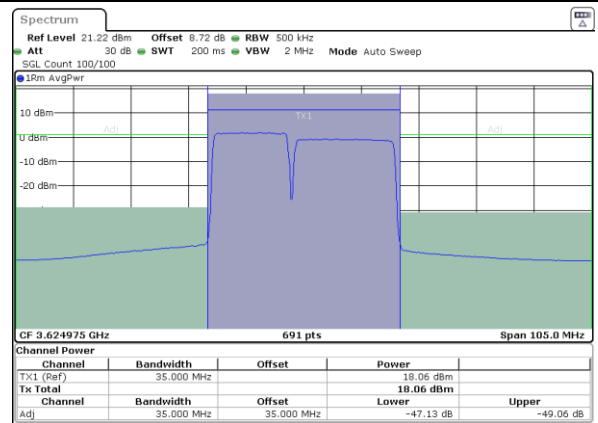 Spectrum
Ref Level 21.22 dBm Offset 8.72 dB RBW 500 kHz
Att 30 dB SWT 200 ms VBW 2 MHz Mode Auto Sweep
SGL Count 100/100
1Rm AvgPwr
10 dBm
TX1
Adj
Adj
0 dBm
-10 dBm
-20 dBm
CF 3.624975 GHz 691 pts Span 105.0 MHz
Channel Power
Channel Bandwidth Offset Power
TX1 (Ref) 35.000 MHz 18.06 dBm
Tx Total 18.06 dBm
Channel Bandwidth Offset Lower Upper
Adj 35.000 MHz 35.000 MHz -47.13 dB -49.06 dB